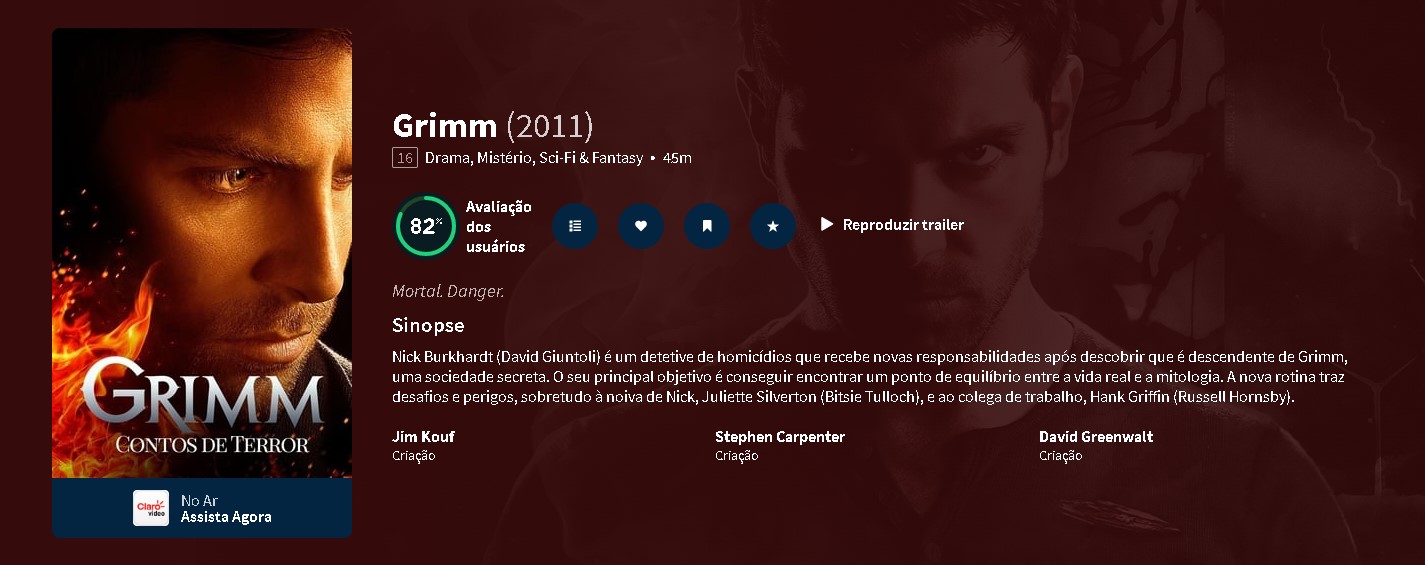 GRIMM
CONTOS DE TERROR
Claro-
video
No Ar
Assista Agora
Grimm (2011)
16 Drama, Mistério, Sci-Fi & Fantasy • 45m
82%
Avaliação
dos
usuários
Reproduzir trailer
Mortal. Danger.
Sinopse
Nick Burkhardt (David Giuntoli) é um detetive de homicídios que recebe novas responsabilidades após descobrir que é descendente de Grimm,
uma sociedade secreta. O seu principal objetivo é conseguir encontrar um ponto de equilíbrio entre a vida real e a mitologia. A nova rotina traz
desafios e perigos, sobretudo à noiva de Nick, Juliette Silverton (Bitsie Tulloch), e ao colega de trabalho, Hank Griffin (Russell Hornsby).
Jim Kouf
Criação
Stephen Carpenter
Criação
David Greenwalt
Criação